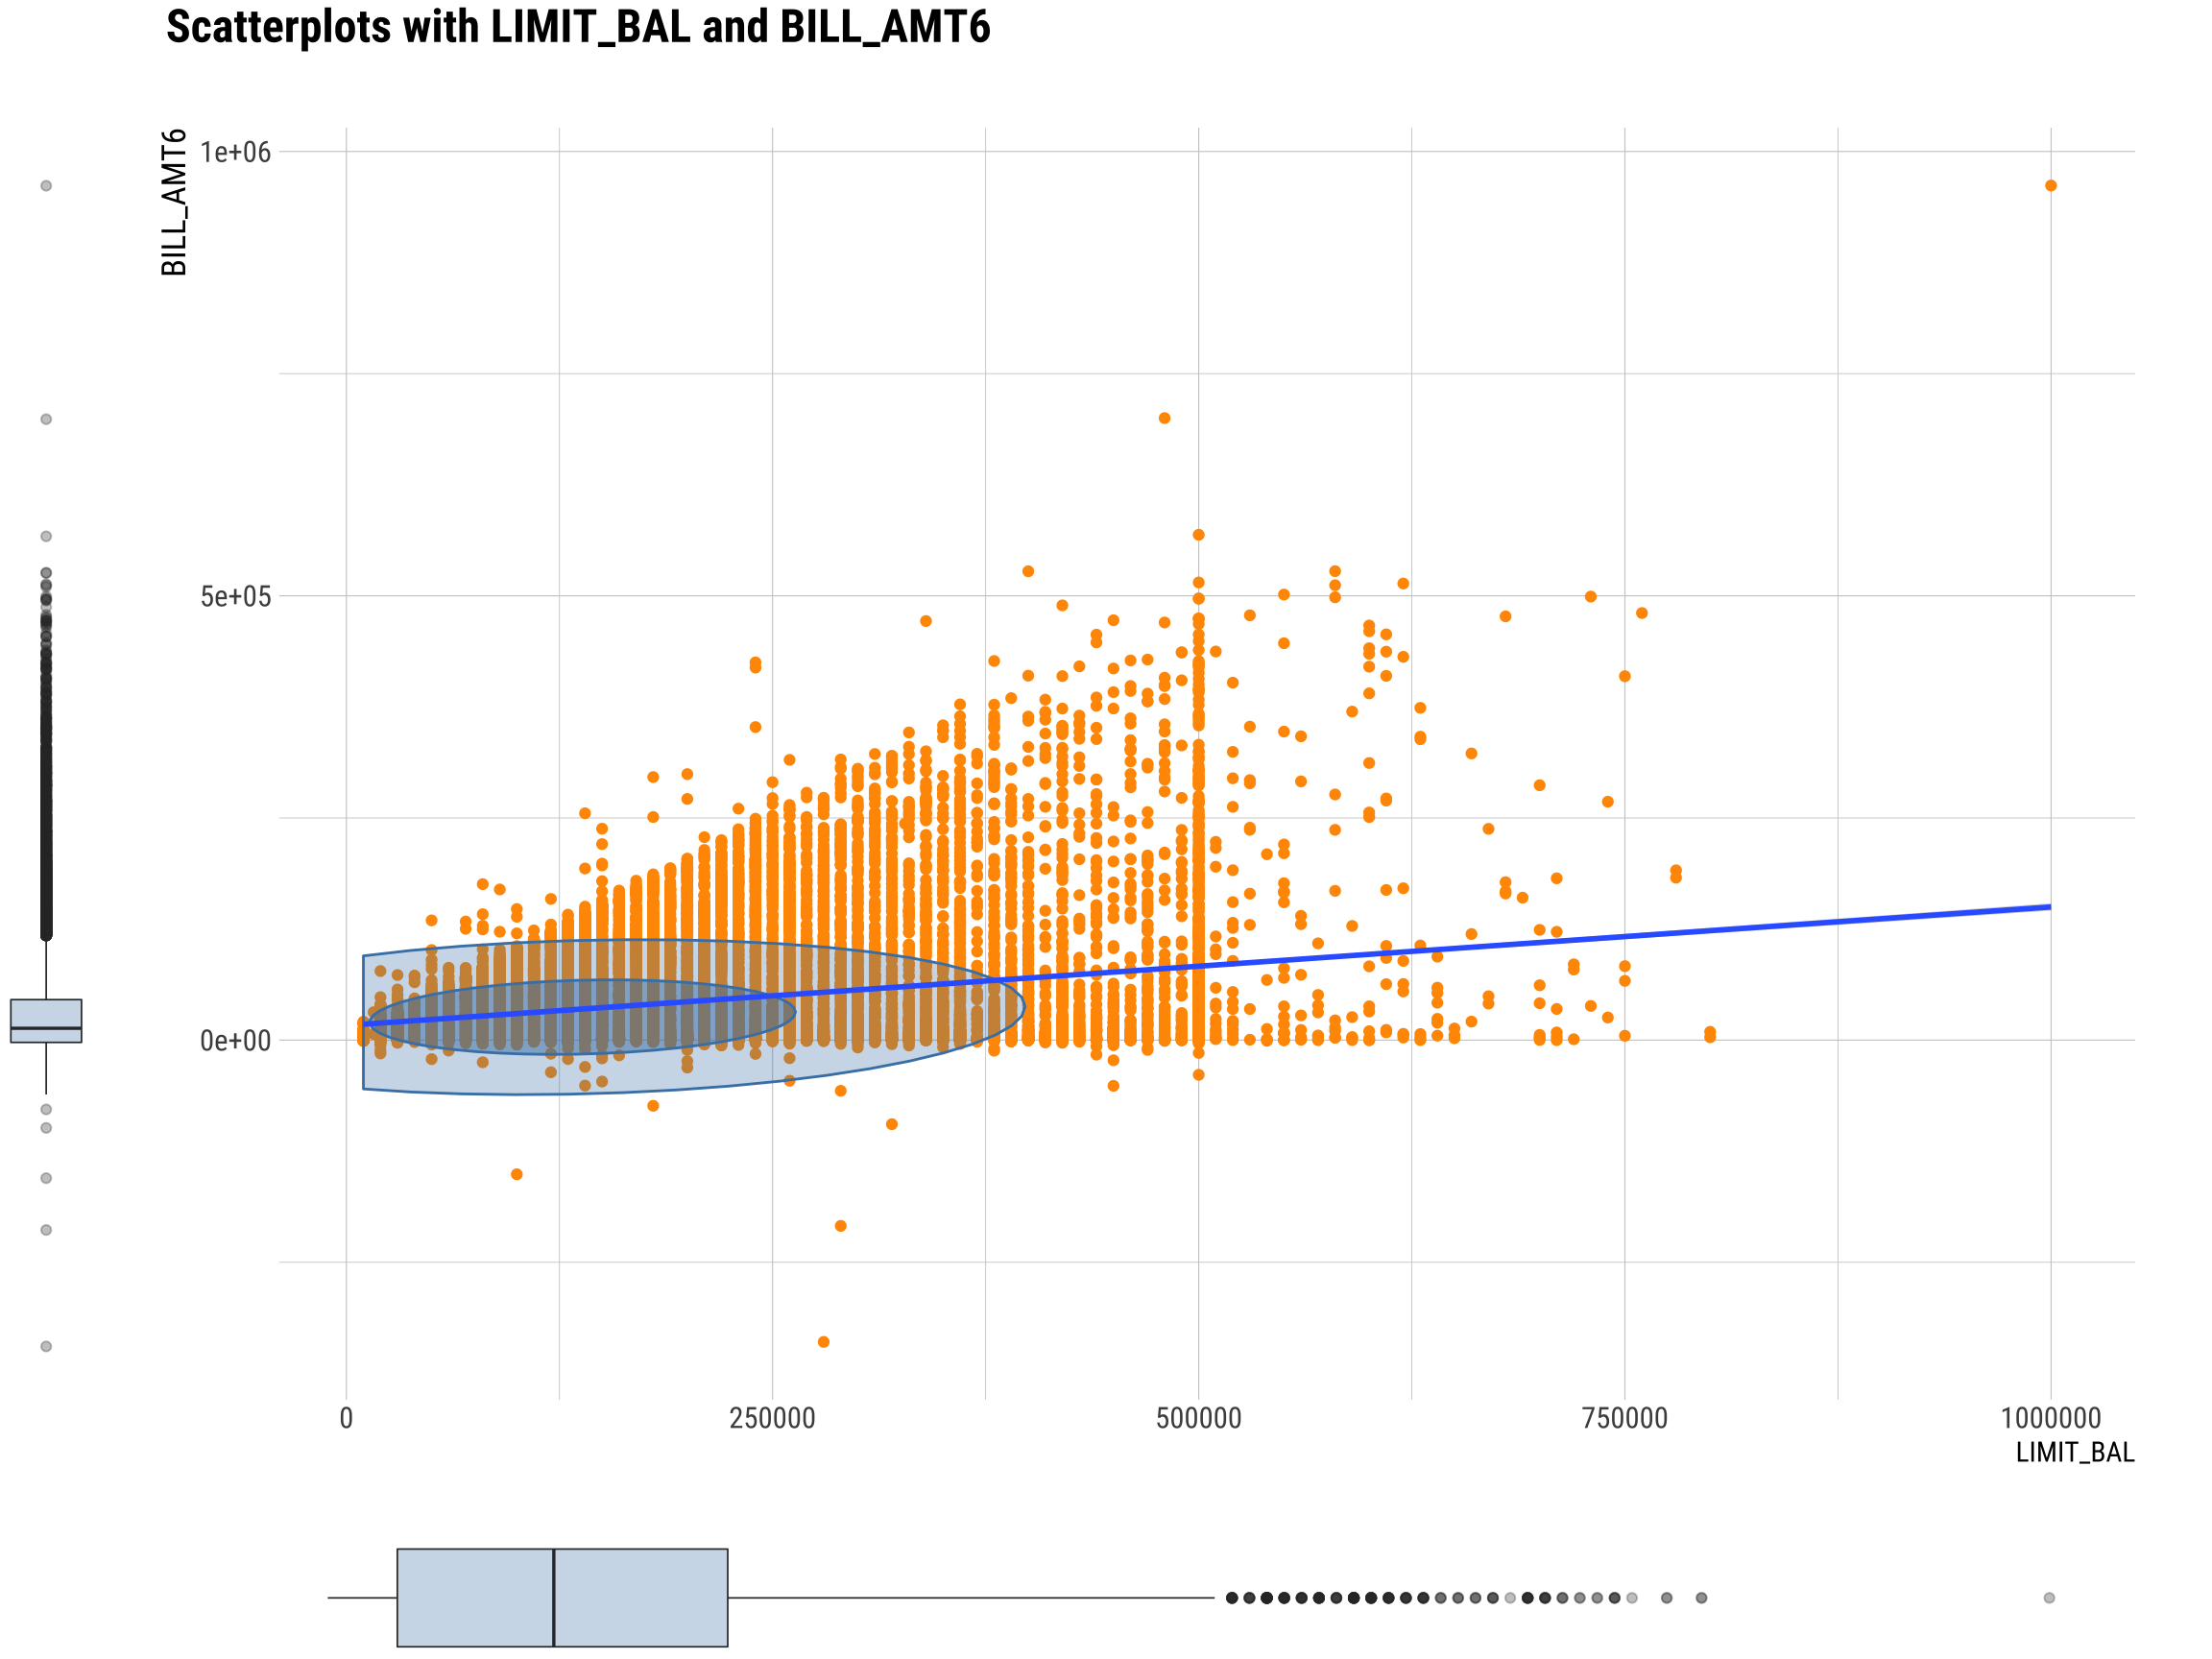 Scatterplots with LIMIT_BAL and BILL_AMT6
BILL_AMT6
1e+06
5e+05
0e+00
0 250000 500000 750000 1000000
LIMIT_BAL